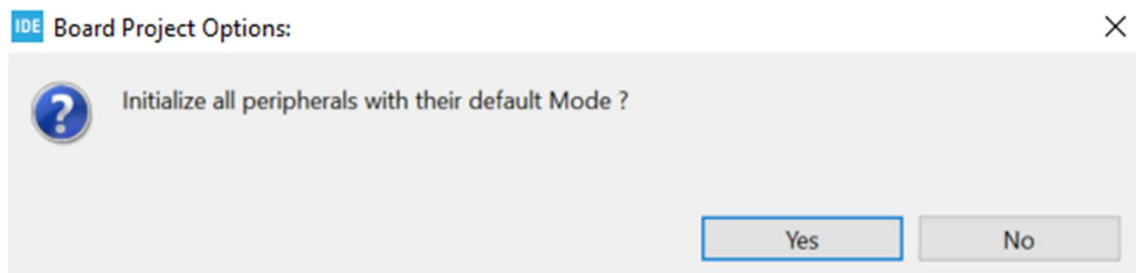 IDE Board Project Options:
Initialize all peripherals with their default Mode ?
Yes No